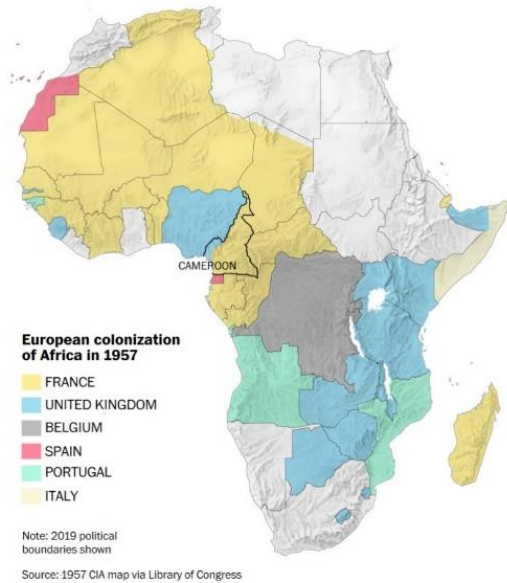 CAMEROON
European colonization
of Africa in 1957
FRANCE
UNITED KINGDOM
BELGIUM
SPAIN
PORTUGAL
ITALY
Note: 2019 political
boundaries shown
Source: 1957 CIA map via Library of Congress